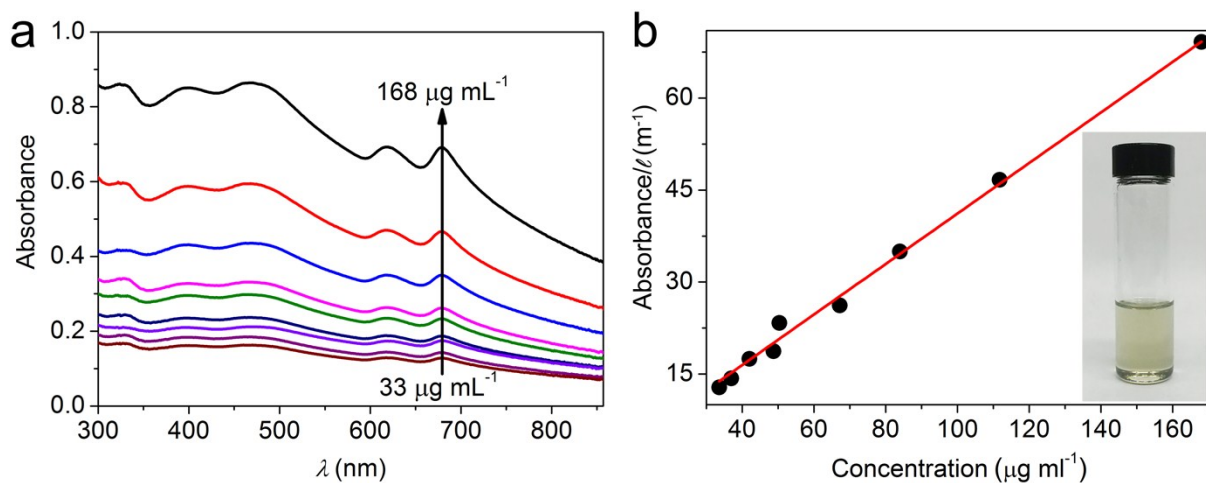 a
1.0
0.8
0.6
0.4
0.2
0.0
Absorbance
168 μg mL⁻¹
33 μg mL⁻¹
300 400 500 600 700 800
λ (nm)
b
60
45
30
15
Absorbance/ℓ (m⁻¹)
40 60 80 100 120 140 160
Concentration (μg ml⁻¹)